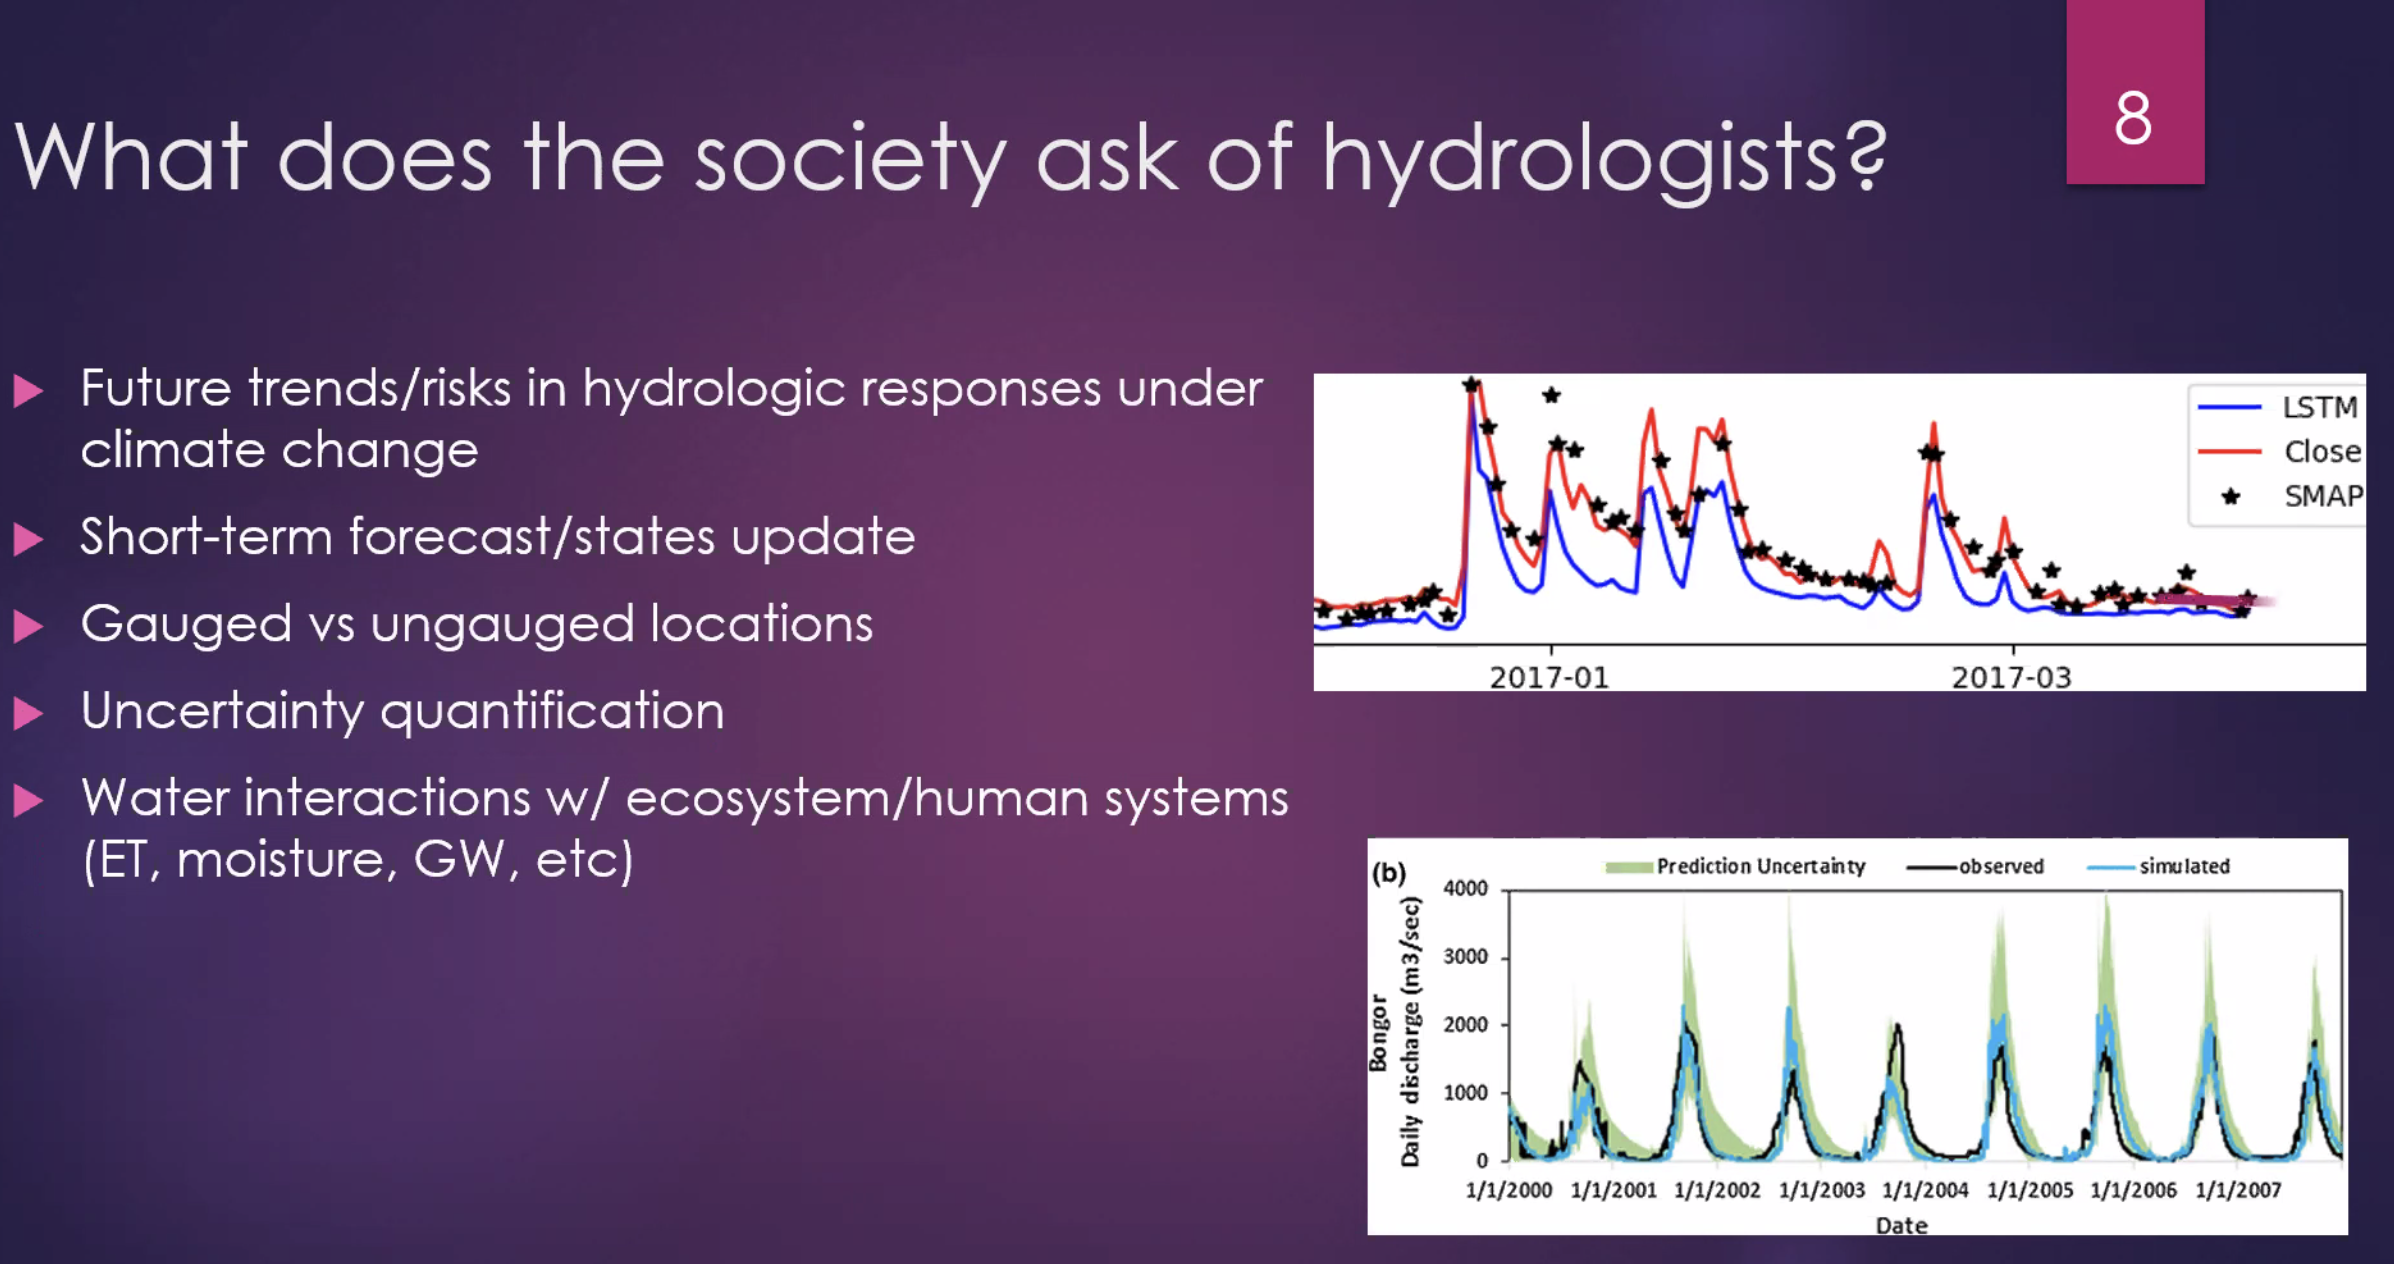 8
What does the society ask of hydrologists?
Future trends/risks in hydrologic responses under
climate change
Short-term forecast/states update
Gauged vs ungauged locations
Uncertainty quantification
Water interactions w/ ecosystem/human systems
(ET, moisture, GW, etc)
LSTM
Close
SMAP
2017-01 2017-03
(b) Prediction Uncertainty observed simulated
Bongor
Daily discharge (m3/sec)
4000
3000
2000
1000
0
1/1/2000 1/1/2001 1/1/2002 1/1/2003 1/1/2004 1/1/2005 1/1/2006 1/1/2007
Date